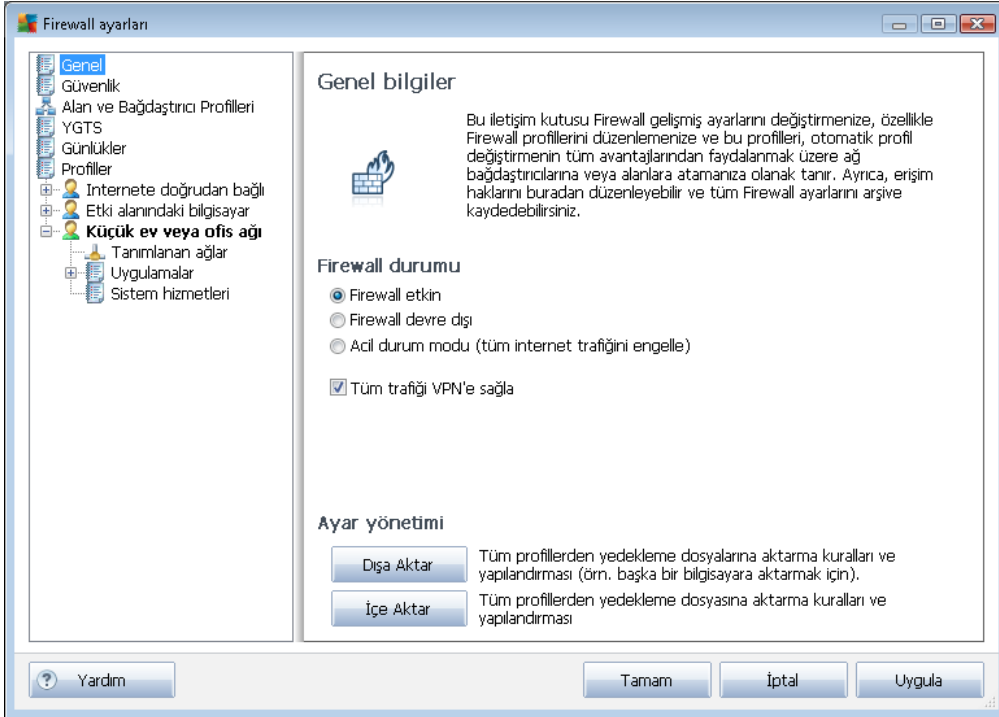 Firewall ayarları
Genel
Güvenlik
Alan ve Bağdaştırıcı Profilleri
YGTS
Günlükler
Profiller
Internete doğrudan bağlı
Etki alanındaki bilgisayar
Küçük ev veya ofis ağı
Tanımlanan ağlar
Uygulamalar
Sistem hizmetleri
Genel bilgiler
Bu iletişim kutusu Firewall gelişmiş ayarlarını değiştirmenize, özellikle
Firewall profillerini düzenlemenize ve bu profilleri, otomatik profil
değiştirmenin tüm avantajlarından faydalanmak üzere ağ
bağdaştırıcılarına veya alanlara atamanıza olanak tanır. Ayrıca, erişim
haklarını buradan düzenleyebilir ve tüm Firewall ayarlarını arşive
kaydedebilirsiniz.
Firewall durumu
Firewall etkin
Firewall devre dışı
Acil durum modu (tüm internet trafiğini engelle)
Tüm trafiği VPN'e sağla
Ayar yönetimi
Dışa Aktar
Tüm profillerden yedekleme dosyalarına aktarma kuralları ve
yapılandırması (örn. başka bir bilgisayara aktarmak için).
İçe Aktar
Tüm profillerden yedekleme dosyasına aktarma kuralları ve
yapılandırması
? Yardım
Tamam
İptal
Uygula